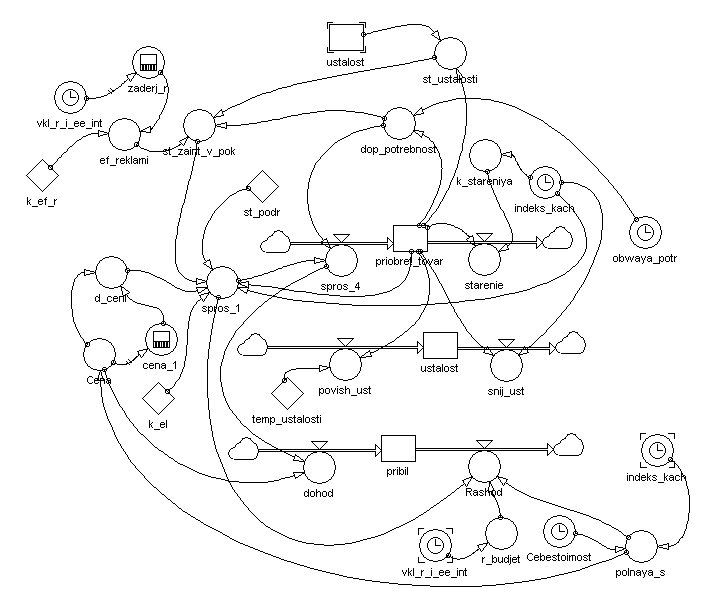 ustalost
st_ustalosti
zaderj_r
vkl_r_i_ee_int
ef_reklami
st_zaint_v_pok
dop_potrebnost
k_stareniya
k_ef_r
st_podr
indeks_kach
obwaya_potr
priobret_tovar
spros_4
starenie
d_ceni
spros_1
Cena
cena_1
k_el
povish_ust
ustalost
snij_ust
temp_ustalosti
dohod
pribil
Rashod
indeks_kach
vkl_r_i_ee_int
r_budjet
Cebestoimost
polnaya_s